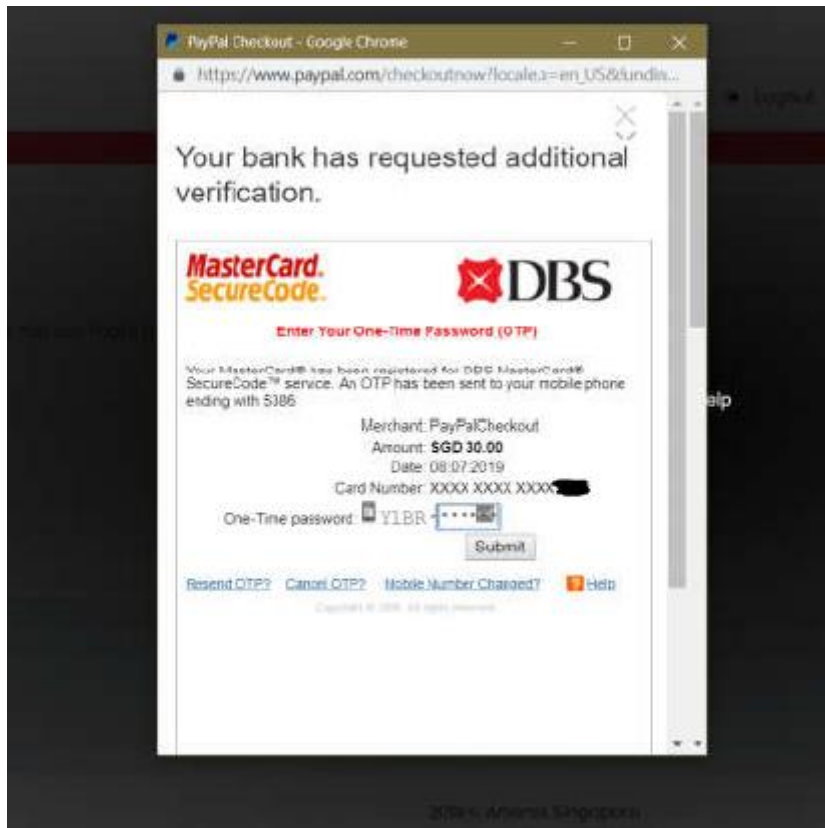 PayPal Checkout - Google Chrome
https://www.paypal.com/checkoutnow?locale.x=en_US&fundin...
Logout
Your bank has requested additional
verification.
MasterCard.
SecureCode.
DBS
Enter Your One-Time Password (OTP)
Your MasterCard® has been registered for DBS MasterCard®
SecureCode™ service. An OTP has been sent to your mobile phone
ending with 5386
elp
Merchant: PayPalCheckout
Amount: SGD 30.00
Date: 08:07:2019
Card Number: XXXX XXXX XXXX
One-Time password: Y1BR -
Submit
Resend OTP? Cancel OTP? Mobile Number Changed? Help
Singapore